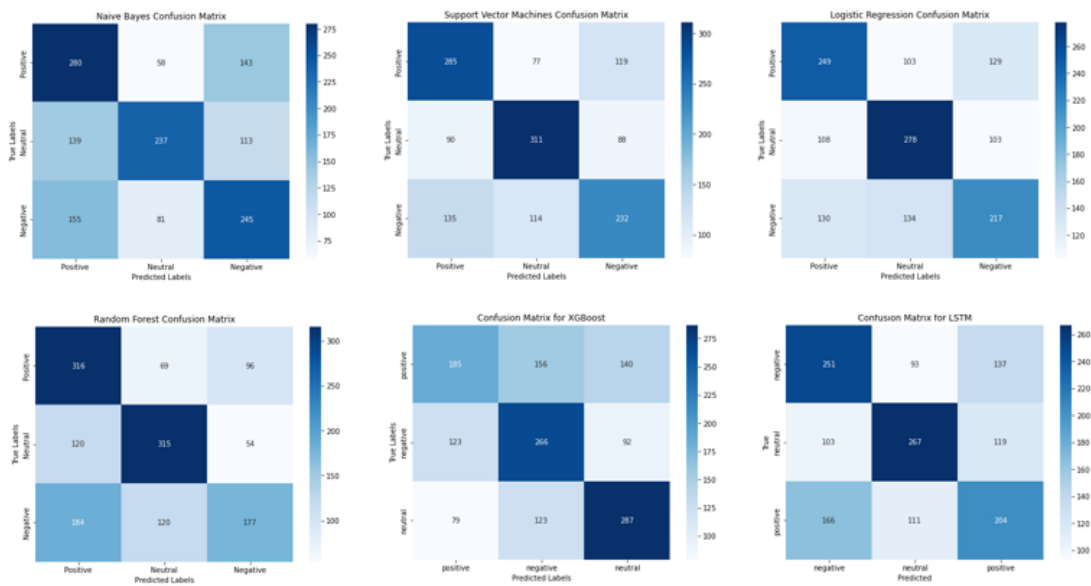 Naive Bayes Confusion Matrix
Positive 280 58 143
Neutral 139 237 113
Negative 155 81 245
True Labels
Positive Neutral Negative
Predicted Labels
275
250
225
200
175
150
125
100
75
Support Vector Machines Confusion Matrix
285 77 119
90 311 88
135 114 232
Positive Neutral Negative
Predicted Labels
300
250
200
150
100
Logistic Regression Confusion Matrix
Positive 249 103 129
Neutral 108 278 103
Negative 130 134 217
True Labels
Positive Neutral Negative
Predicted Labels
260
240
220
200
180
160
140
120
Random Forest Confusion Matrix
Positive 316 69 96
Neutral 120 315 54
Negative 184 120 177
True Labels
Positive Neutral Negative
Predicted Labels
300
250
200
150
100
Confusion Matrix for XGBoost
positive 185 156 140
negative 123 266 92
neutral 79 123 287
True Labels
positive negative neutral
Predicted Labels
275
250
225
200
175
150
125
100
Confusion Matrix for LSTM
negative 251 93 137
neutral 103 267 119
positive 166 111 204
True
negative neutral positive
Predicted
260
240
220
200
180
160
140
120
100